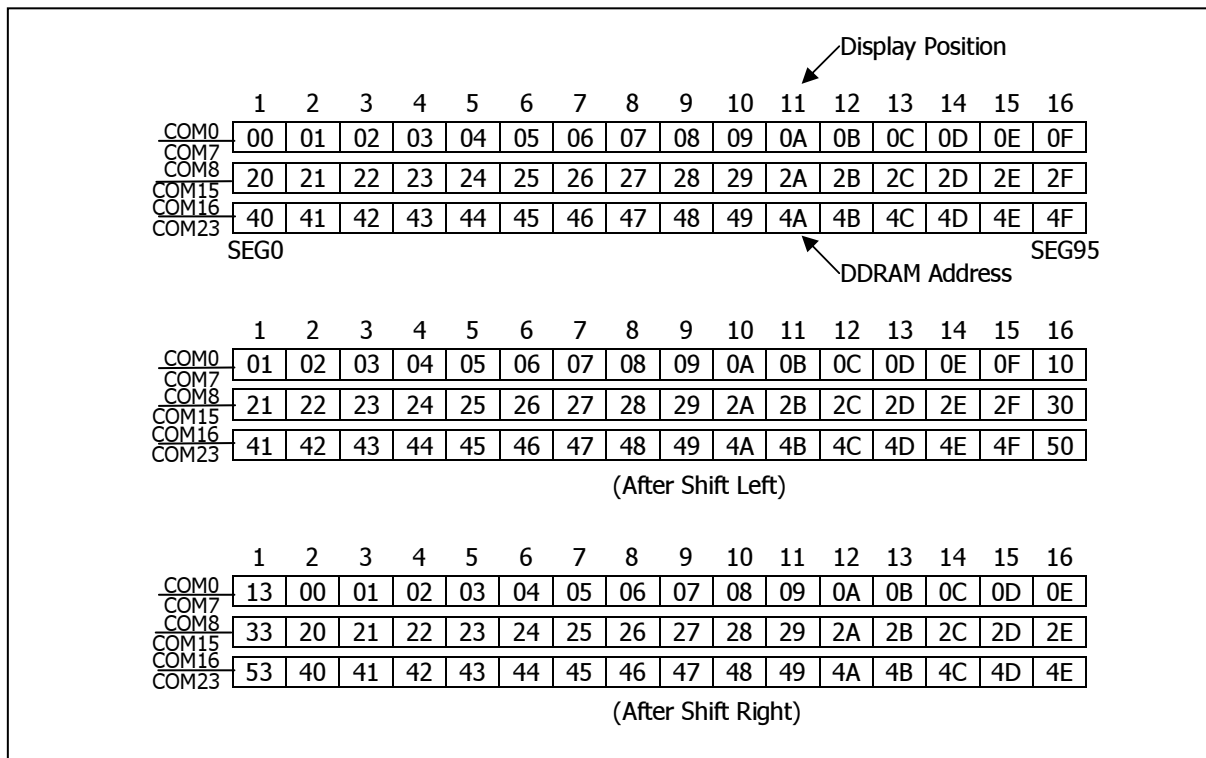 Display Position
1 2 3 4 5 6 7 8 9 10 11 12 13 14 15 16
COM0
COM7
00 01 02 03 04 05 06 07 08 09 0A 0B 0C 0D 0E 0F
COM8
COM15
20 21 22 23 24 25 26 27 28 29 2A 2B 2C 2D 2E 2F
COM16
COM23
40 41 42 43 44 45 46 47 48 49 4A 4B 4C 4D 4E 4F
SEG0 SEG95
DDRAM Address
1 2 3 4 5 6 7 8 9 10 11 12 13 14 15 16
COM0
COM7
01 02 03 04 05 06 07 08 09 0A 0B 0C 0D 0E 0F 10
COM8
COM15
21 22 23 24 25 26 27 28 29 2A 2B 2C 2D 2E 2F 30
COM16
COM23
41 42 43 44 45 46 47 48 49 4A 4B 4C 4D 4E 4F 50
(After Shift Left)
1 2 3 4 5 6 7 8 9 10 11 12 13 14 15 16
COM0
COM7
13 00 01 02 03 04 05 06 07 08 09 0A 0B 0C 0D 0E
COM8
COM15
33 20 21 22 23 24 25 26 27 28 29 2A 2B 2C 2D 2E
COM16
COM23
53 40 41 42 43 44 45 46 47 48 49 4A 4B 4C 4D 4E
(After Shift Right)